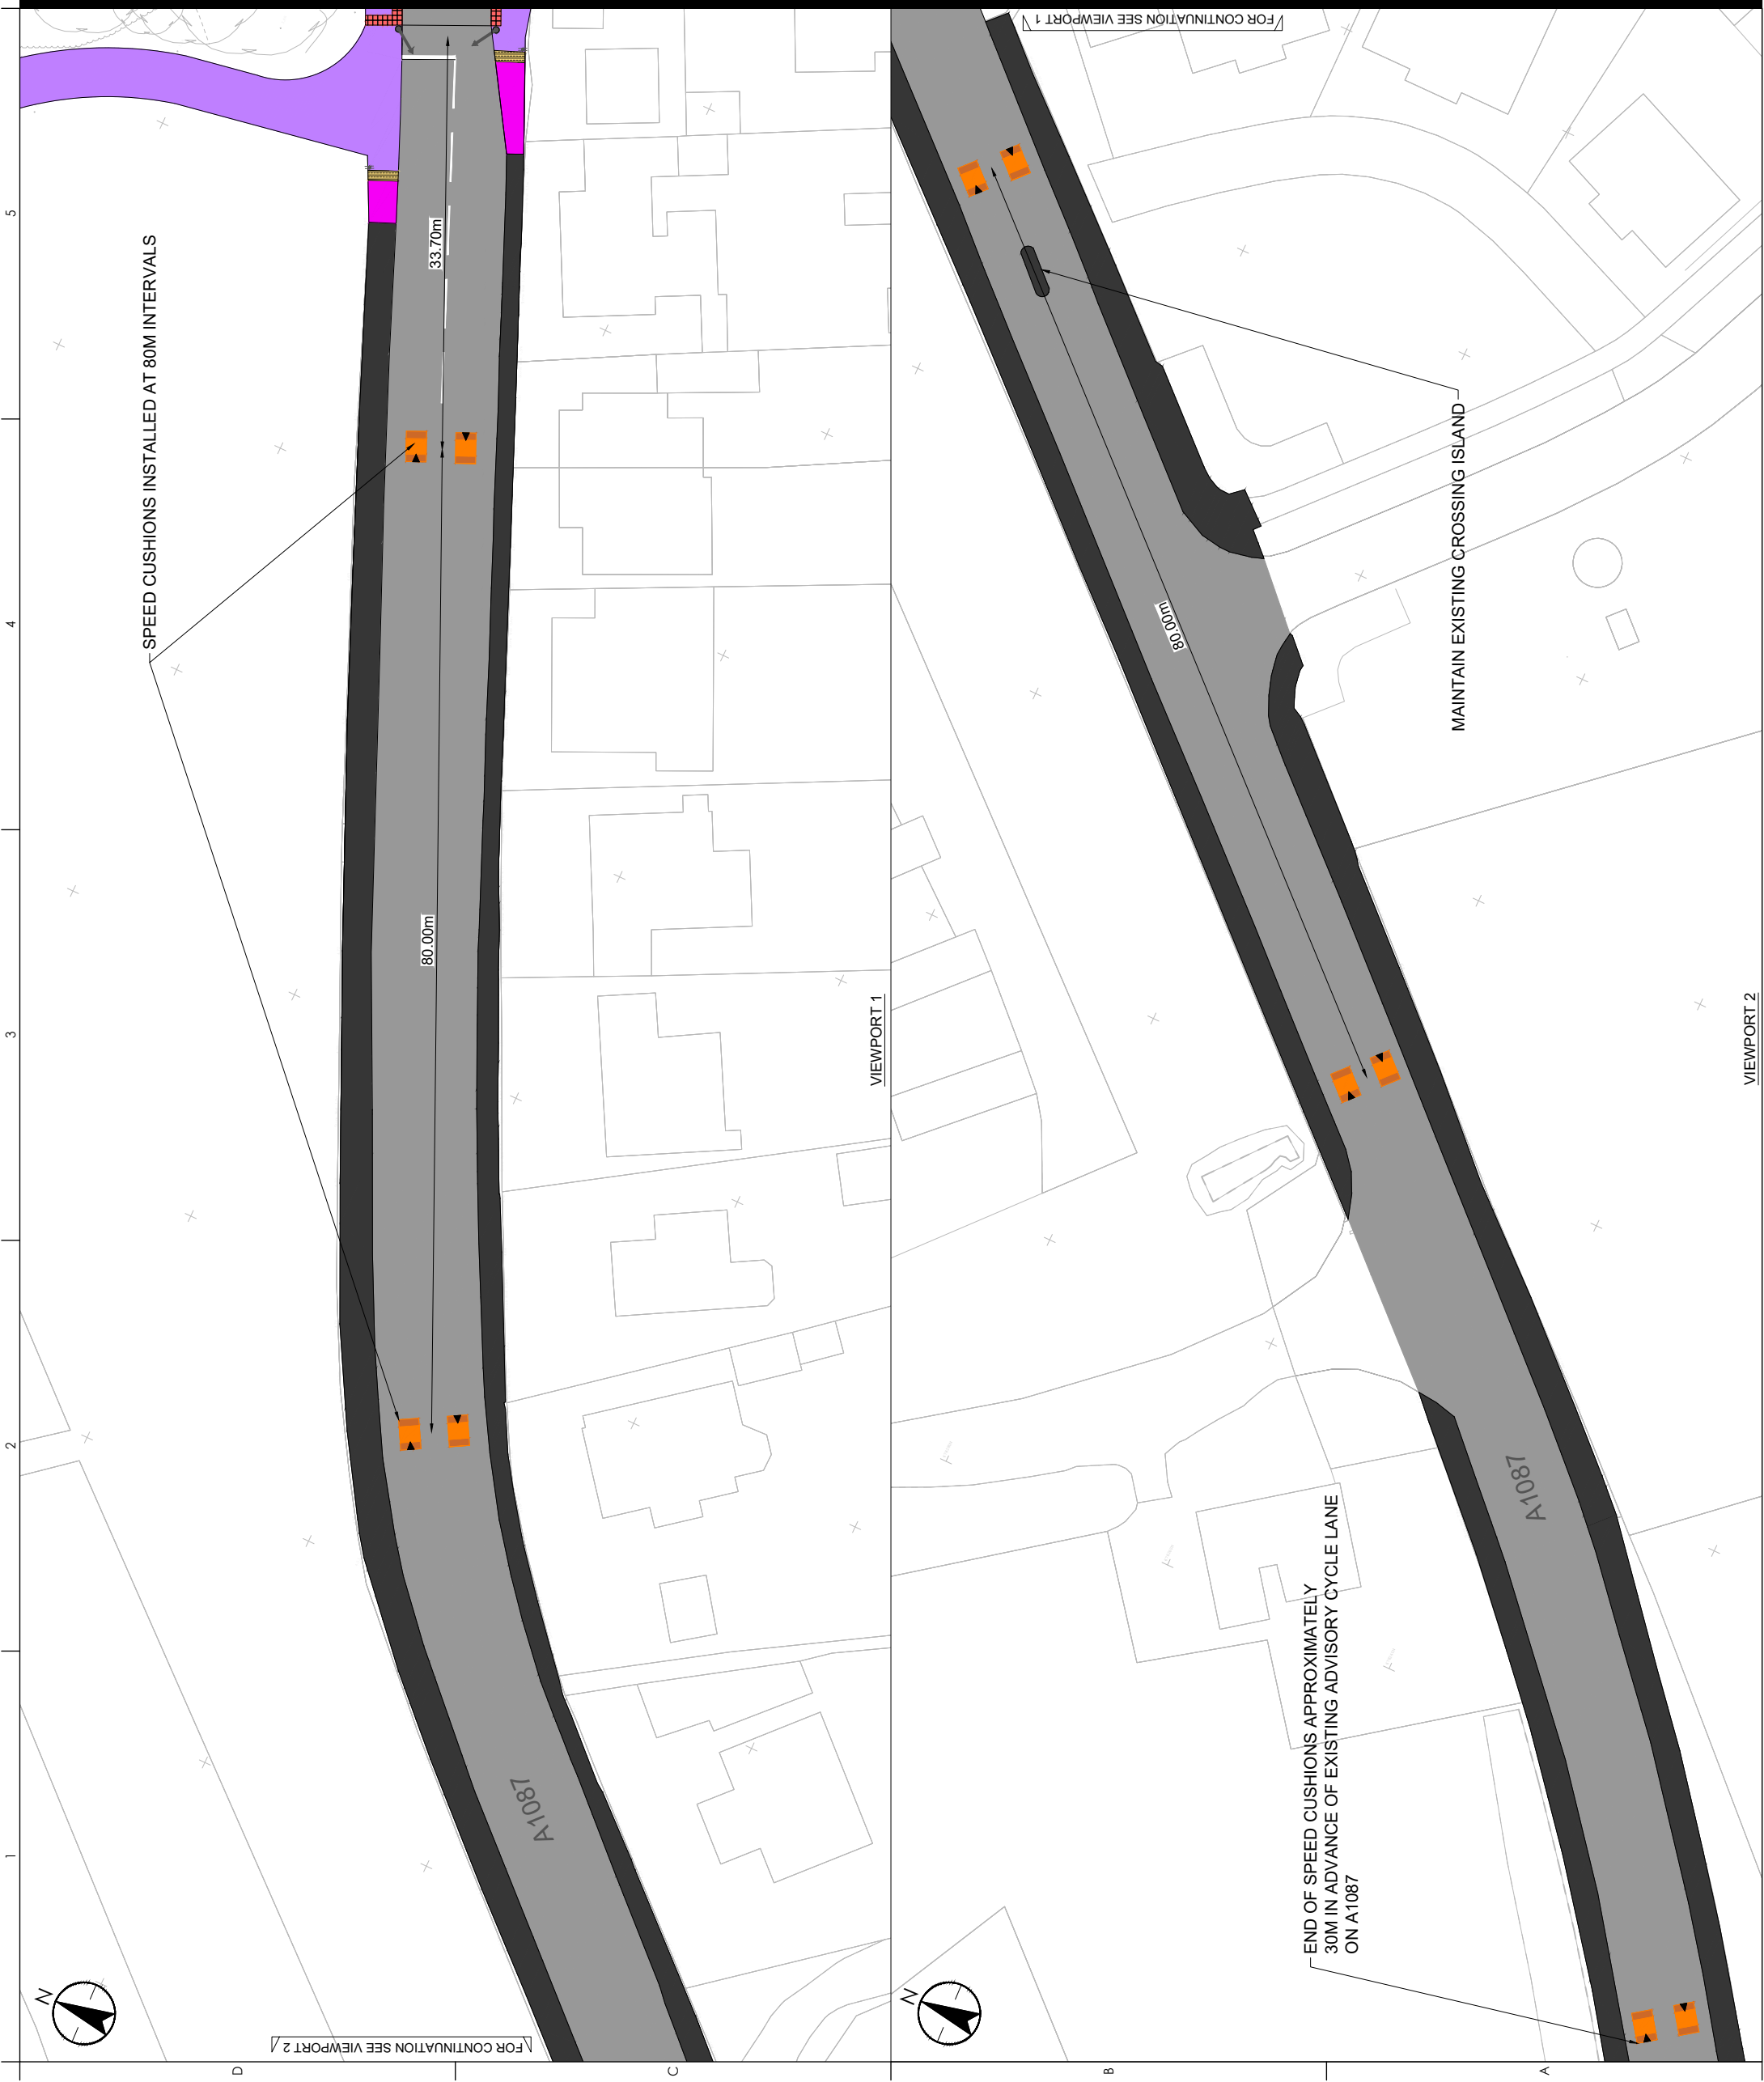 SPEED CUSHIONS INSTALLED AT 80M INTERVALS
33.70m
80.00m
A1087
N
FOR CONTINUATION SEE VIEWPORT 2
VIEWPORT 1
FOR CONTINUATION SEE VIEWPORT 1
80.00m
MAINTAIN EXISTING CROSSING ISLAND
A1087
END OF SPEED CUSHIONS APPROXIMATELY
30M IN ADVANCE OF EXISTING ADVISORY CYCLE LANE
ON A1087
N
VIEWPORT 2
1
2
3
4
5
D
C
B
A